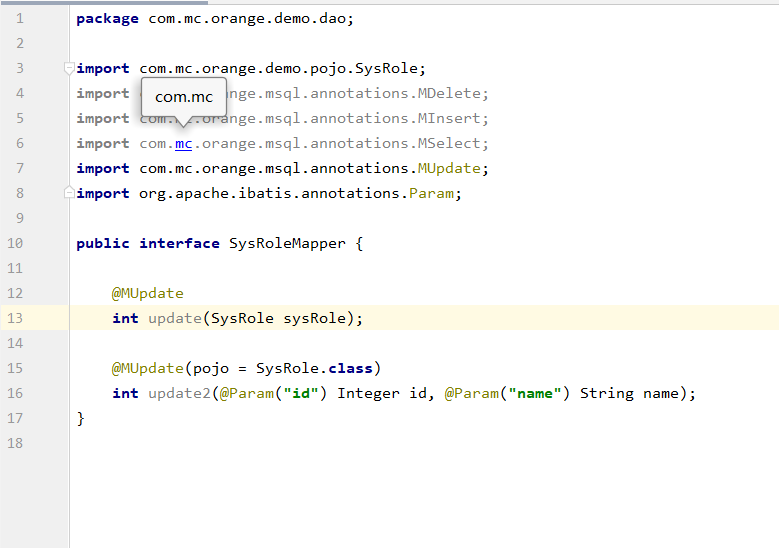 1 package com.mc.orange.demo.dao;
2
3 import com.mc.orange.demo.pojo.SysRole;
4 import nge.msql.annotations.MDelete;
com.mc
5 import com.mc.orange.msql.annotations.MInsert;
6 import com.mc.orange.msql.annotations.MSelect;
7 import com.mc.orange.msql.annotations.MUpdate;
8 import org.apache.ibatis.annotations.Param;
9
10 public interface SysRoleMapper {
11
12 @MUpdate
13 int update(SysRole sysRole);
14
15 @MUpdate(pojo = SysRole.class)
16 int update2(@Param("id") Integer id, @Param("name") String name);
17 }
18